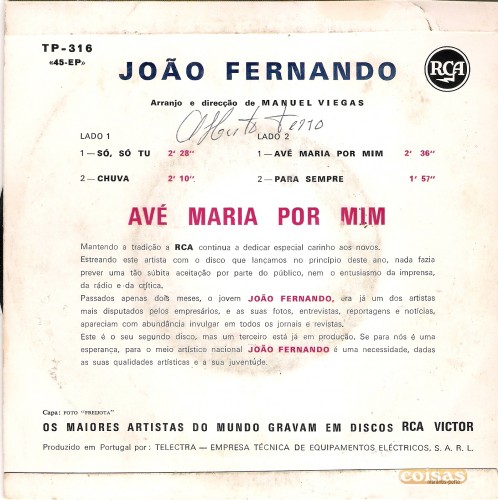 TP-316
«45-EP»
JOÃO FERNANDO
RCA
Arranjo e direcção de MANUEL VIEGAS
LADO 1
1 — SÓ, SÓ TU 2' 28''
2 — CHUVA 2' 10''
LADO 2
1 — AVÉ MARIA POR MIM 2' 36''
2 — PARA SEMPRE 1' 57''
AVÉ MARIA POR MIM
Mantendo a tradição a RCA continua a dedicar especial carinho aos novos.
Estreando este artista com o disco que lançamos no princípio deste ano, nada fazia
prever uma tão súbita aceitação por parte do público, nem o entusiasmo da imprensa,
da rádio e da crítica.
Passados apenas dois meses, o jovem JOÃO FERNANDO, era já um dos artistas
mais disputados pelos empresários, e as suas fotos, entrevistas, reportagens e notícias,
apareciam com abundância invulgar em todos os jornais e revistas.
Este é o seu segundo disco, mas um terceiro está já em produção. Se para nós é uma
esperança, para o meio artístico nacional JOÃO FERNANDO é uma necessidade, dadas
as suas qualidades artísticas e a sua juventude.
Capa: FOTO "FREIJOTA"
OS MAIORES ARTISTAS DO MUNDO GRAVAM EM DISCOS RCA VICTOR
Produzido em Portugal por: TELECTRA — EMPRESA TÉCNICA DE EQUIPAMENTOS ELÉCTRICOS, S. A. R. L.
coisas